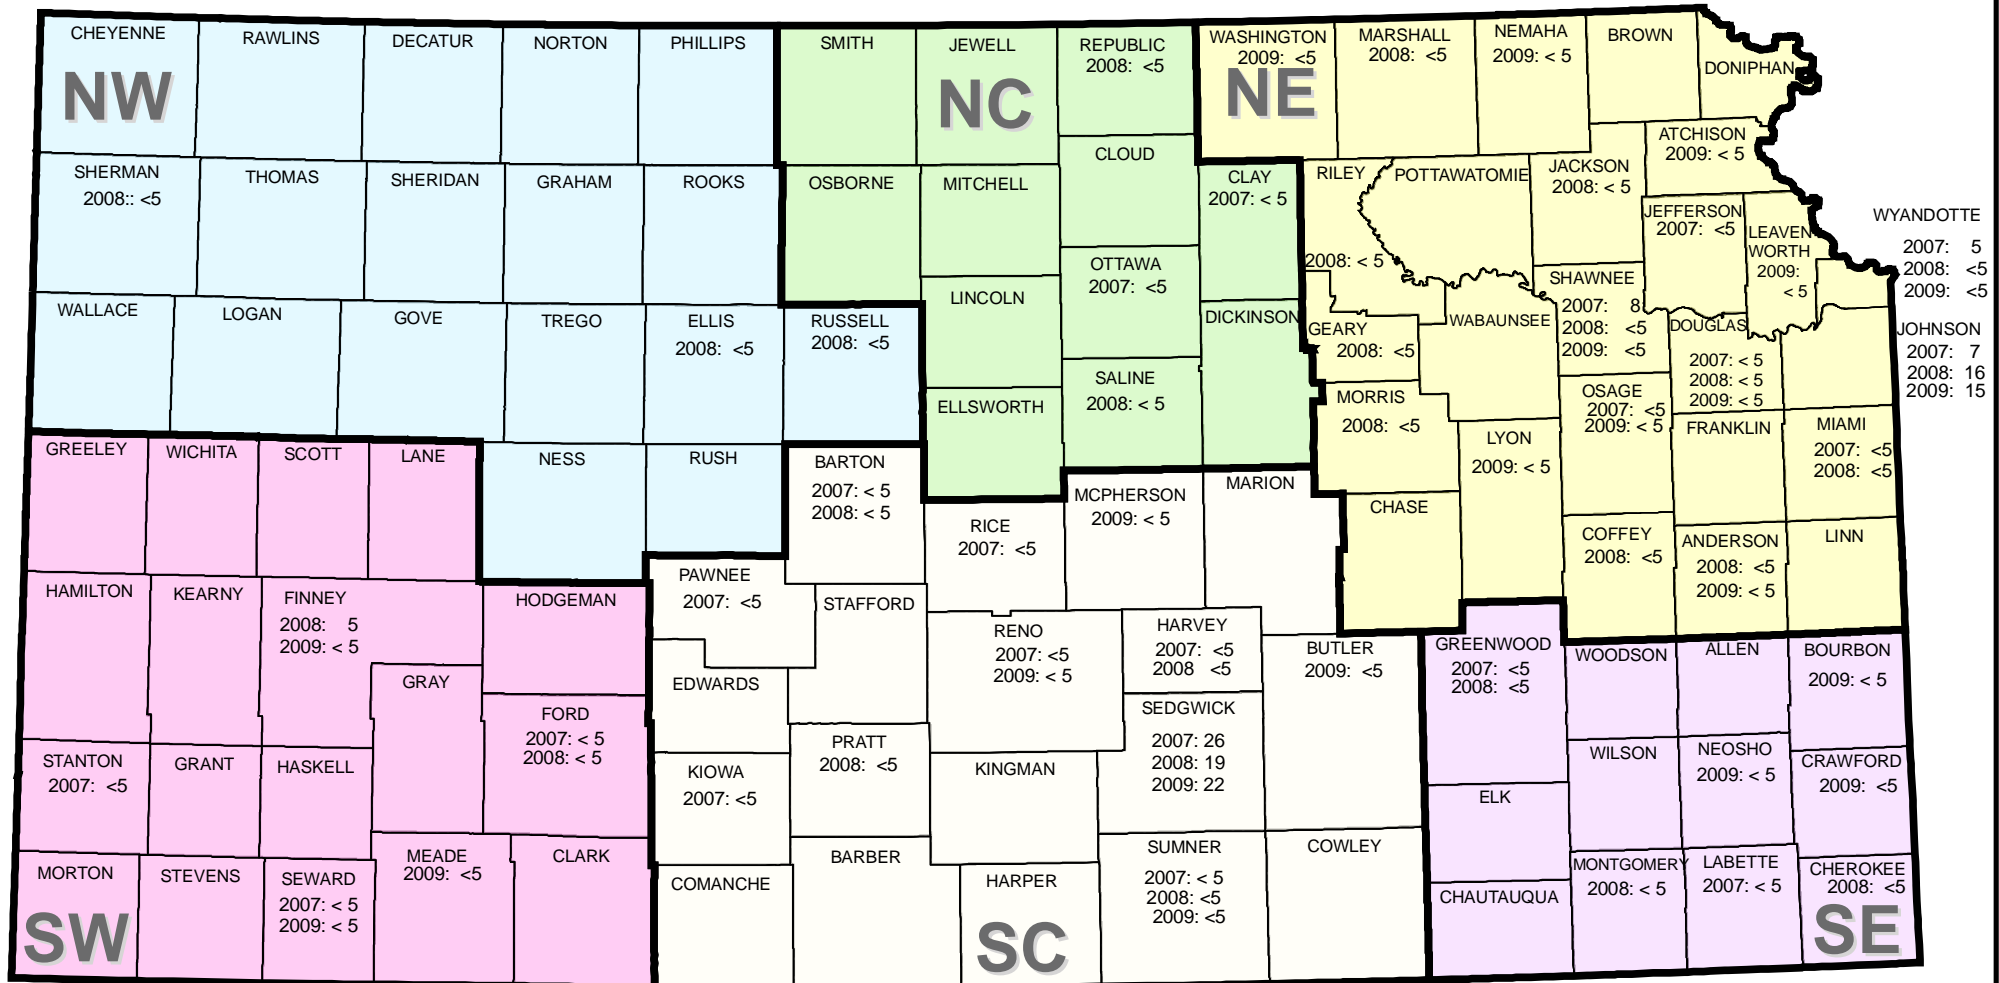 CHEYENNE
RAWLINS
DECATUR
NORTON
PHILLIPS
SMITH
JEWELL
REPUBLIC
2008: <5
WASHINGTON
2009: <5
MARSHALL
2008: <5
NEMAHA
2009: < 5
BROWN
DONIPHAN
NW
NC
NE
SHERMAN
2008:: <5
THOMAS
SHERIDAN
GRAHAM
ROOKS
OSBORNE
MITCHELL
CLOUD
CLAY
2007: < 5
RILEY
2008: < 5
POTTAWATOMIE
JACKSON
2008: < 5
ATCHISON
2009: < 5
JEFFERSON
2007: <5
LEAVEN
WORTH
2009:
< 5
WYANDOTTE
2007: 5
2008: <5
2009: <5
WALLACE
LOGAN
GOVE
TREGO
ELLIS
2008: <5
RUSSELL
2008: <5
LINCOLN
OTTAWA
2007: <5
DICKINSON
GEARY
2008: <5
WABAUNSEE
SHAWNEE
2007: 8
2008: <5
2009: <5
DOUGLAS
2007: < 5
2008: < 5
2009: < 5
JOHNSON
2007: 7
2008: 16
2009: 15
ELLSWORTH
SALINE
2008: < 5
MORRIS
2008: <5
LYON
2009: < 5
OSAGE
2007: <5
2009: < 5
FRANKLIN
MIAMI
2007: <5
2008: <5
GREELEY
WICHITA
SCOTT
LANE
NESS
RUSH
BARTON
2007: < 5
2008: < 5
RICE
2007: <5
MCPHERSON
2009: < 5
MARION
CHASE
COFFEY
2008: <5
ANDERSON
2008: <5
2009: < 5
LINN
HAMILTON
KEARNY
FINNEY
2008: 5
2009: < 5
HODGEMAN
PAWNEE
2007: <5
STAFFORD
RENO
2007: <5
2009: < 5
HARVEY
2007: <5
2008 <5
BUTLER
2009: <5
GREENWOOD
2007: <5
2008: <5
WOODSON
ALLEN
BOURBON
2009: < 5
GRAY
FORD
2007: < 5
2008: < 5
EDWARDS
SEDGWICK
2007: 26
2008: 19
2009: 22
STANTON
2007: <5
GRANT
HASKELL
KIOWA
2007: <5
PRATT
2008: <5
KINGMAN
ELK
WILSON
NEOSHO
2009: < 5
CRAWFORD
2009: <5
MORTON
STEVENS
SEWARD
2007: < 5
2009: < 5
MEADE
2009: <5
CLARK
COMANCHE
BARBER
HARPER
SUMNER
2007: < 5
2008: <5
2009: <5
COWLEY
CHAUTAUQUA
MONTGOMERY
2008: < 5
LABETTE
2007: < 5
CHEROKEE
2008: <5
SW
SC
SE